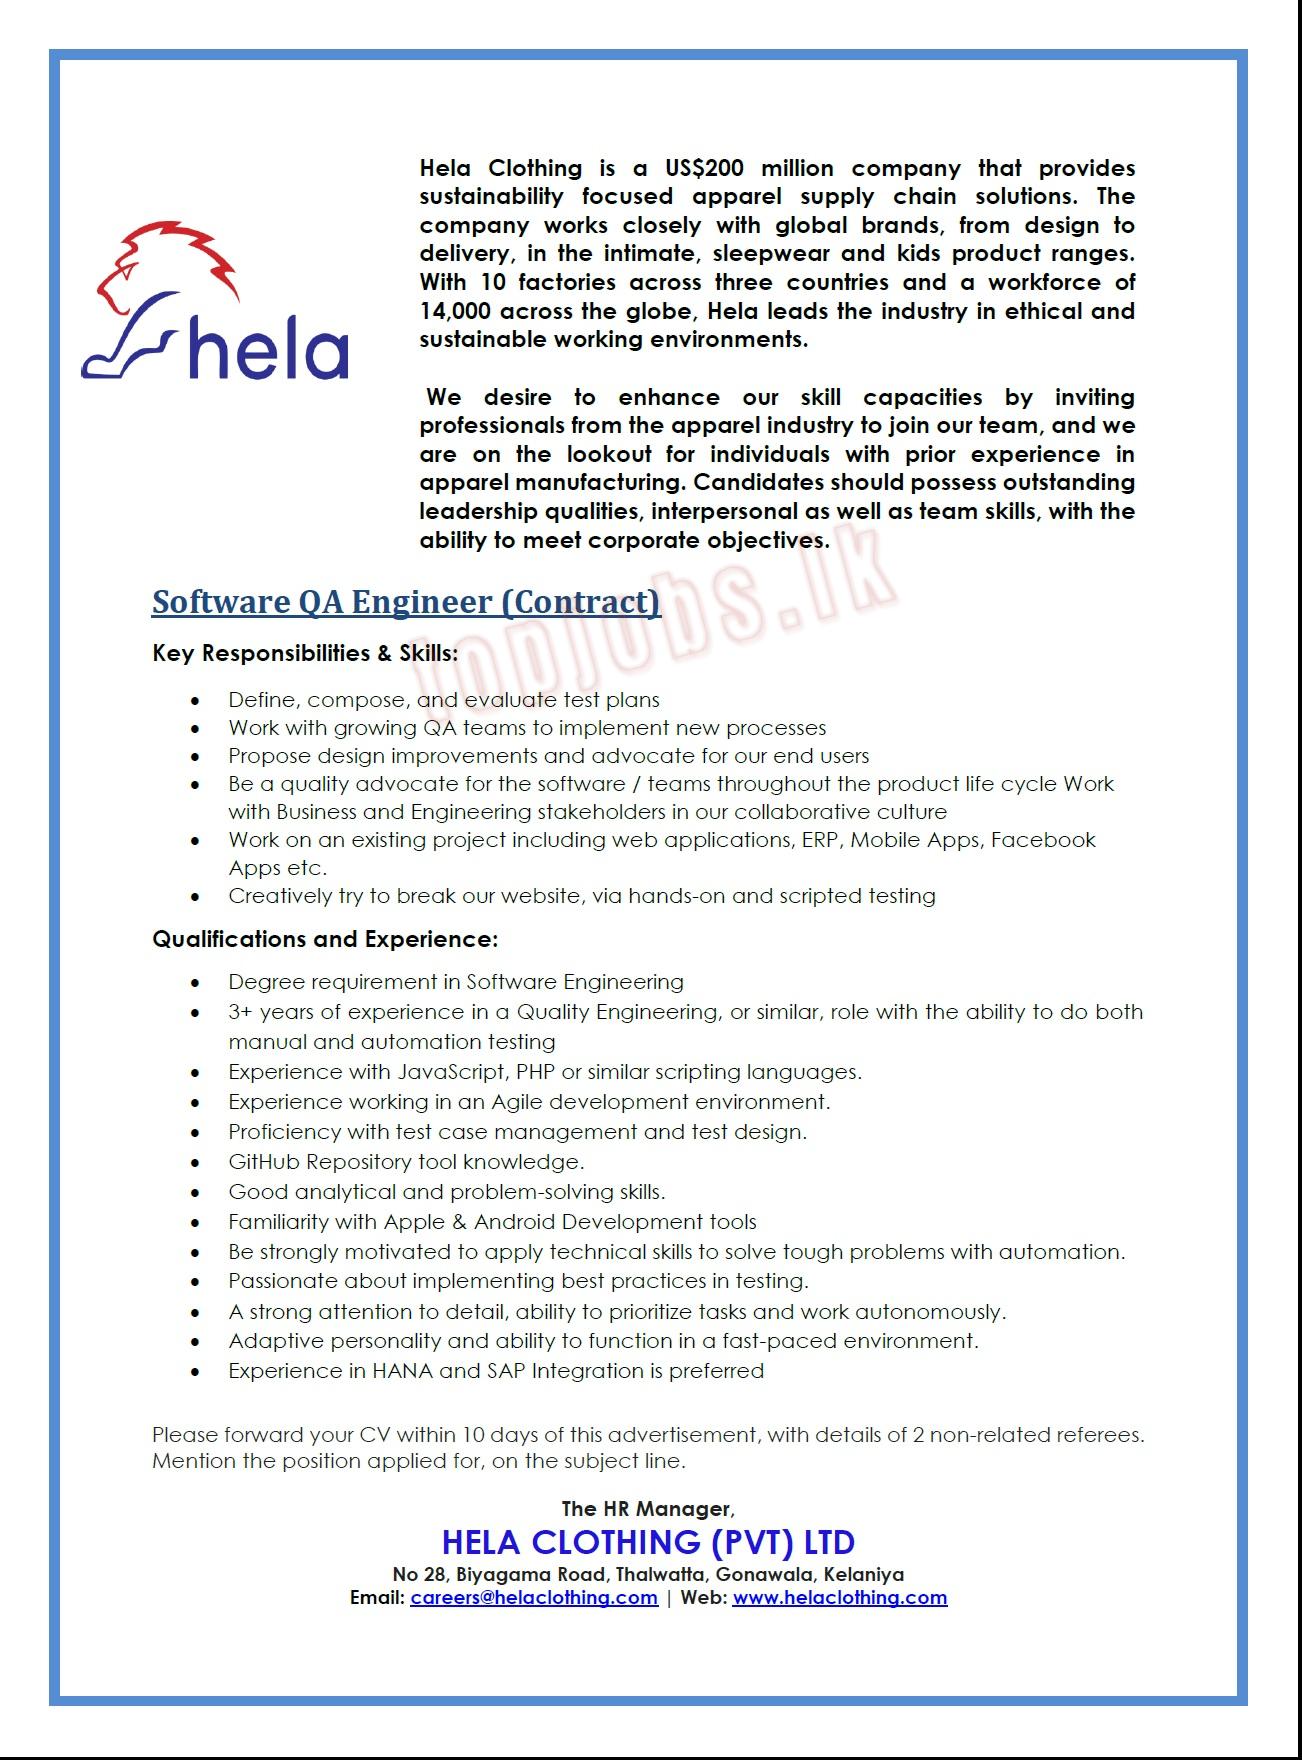 hela
Hela Clothing is a US$200 million company that provides
sustainability focused apparel supply chain solutions. The
company works closely with global brands, from design to
delivery, in the intimate, sleepwear and kids product ranges.
With 10 factories across three countries and a workforce of
14,000 across the globe, Hela leads the industry in ethical and
sustainable working environments.
We desire to enhance our skill capacities by inviting
professionals from the apparel industry to join our team, and we
are on the lookout for individuals with prior experience in
apparel manufacturing. Candidates should possess outstanding
leadership qualities, interpersonal as well as team skills, with the
ability to meet corporate objectives.
topjobs.lk
Software QA Engineer (Contract)
Key Responsibilities & Skills:
• Define, compose, and evaluate test plans
• Work with growing QA teams to implement new processes
• Propose design improvements and advocate for our end users
• Be a quality advocate for the software / teams throughout the product life cycle Work
with Business and Engineering stakeholders in our collaborative culture
• Work on an existing project including web applications, ERP, Mobile Apps, Facebook
Apps etc.
• Creatively try to break our website, via hands-on and scripted testing
Qualifications and Experience:
• Degree requirement in Software Engineering
• 3+ years of experience in a Quality Engineering, or similar, role with the ability to do both
manual and automation testing
• Experience with JavaScript, PHP or similar scripting languages.
• Experience working in an Agile development environment.
• Proficiency with test case management and test design.
• GitHub Repository tool knowledge.
• Good analytical and problem-solving skills.
• Familiarity with Apple & Android Development tools
• Be strongly motivated to apply technical skills to solve tough problems with automation.
• Passionate about implementing best practices in testing.
• A strong attention to detail, ability to prioritize tasks and work autonomously.
• Adaptive personality and ability to function in a fast-paced environment.
• Experience in HANA and SAP Integration is preferred
Please forward your CV within 10 days of this advertisement, with details of 2 non-related referees.
Mention the position applied for, on the subject line.
The HR Manager,
HELA CLOTHING (PVT) LTD
No 28, Biyagama Road, Thalwatta, Gonawala, Kelaniya
Email: careers@helaclothing.com | Web: www.helaclothing.com